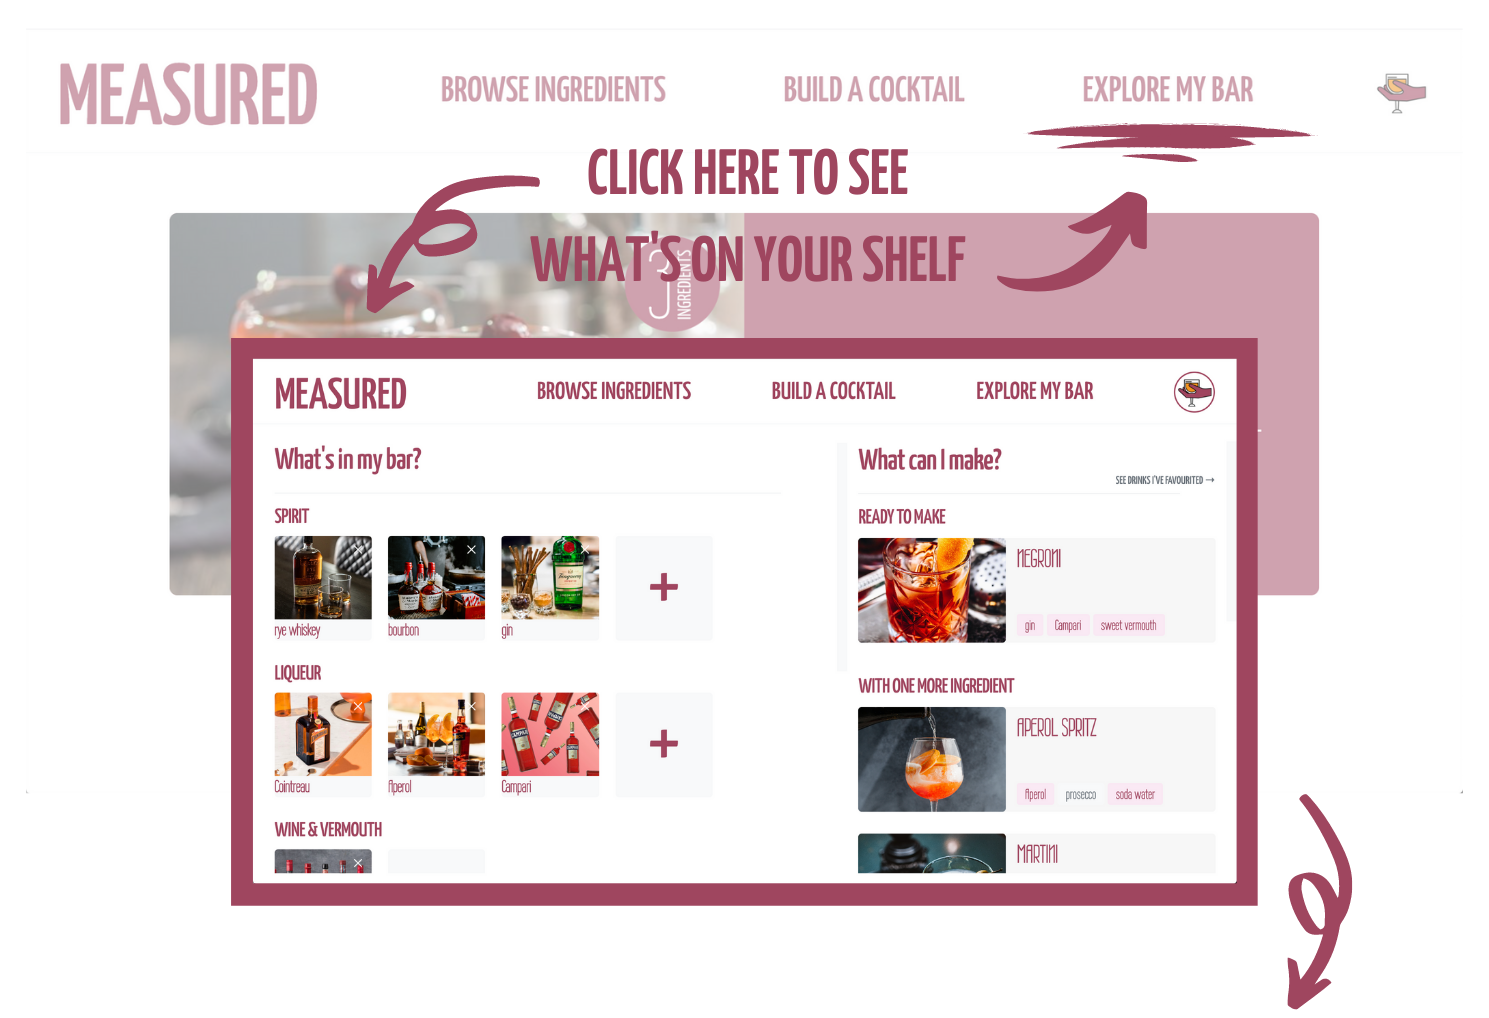 MEASURED
BROWSE INGREDIENTS
BUILD A COCKTAIL
EXPLORE MY BAR
CLICK HERE TO SEE
WHAT'S ON YOUR SHELF
3
INGREDIENTS
MEASURED
BROWSE INGREDIENTS
BUILD A COCKTAIL
EXPLORE MY BAR
What's in my bar?
SPIRIT
rye whiskey
bourbon
gin
LIQUEUR
Cointreau
Aperol
Campari
WINE & VERMOUTH
What can I make?
SEE DRINKS I'VE FAVOURITED →
READY TO MAKE
NEGRONI
gin
Campari
sweet vermouth
WITH ONE MORE INGREDIENT
APEROL SPRITZ
Aperol
prosecco
soda water
MARTINI